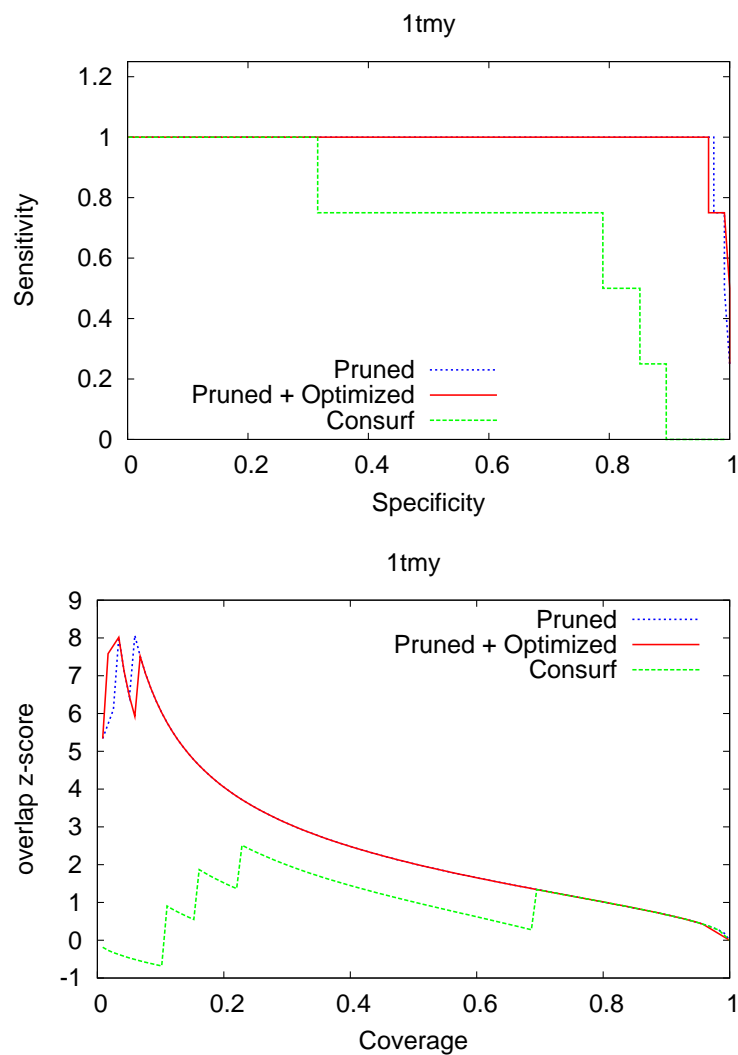 1tmy
1.2
1
0.8
0.6
0.4
0.2
0
Sensitivity
Pruned
Pruned + Optimized
Consurf
0 0.2 0.4 0.6 0.8 1
Specificity
1tmy
9
8
7
6
5
4
3
2
1
0
-1
overlap z-score
Pruned
Pruned + Optimized
Consurf
0 0.2 0.4 0.6 0.8 1
Coverage